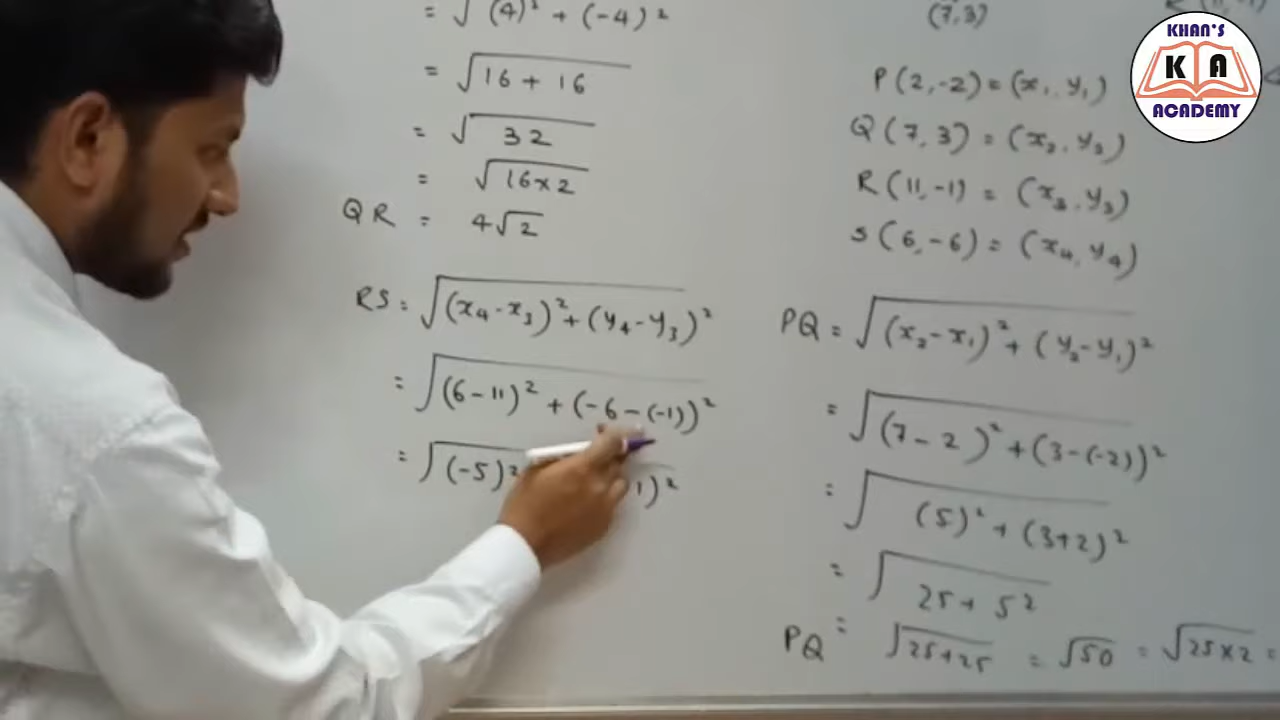 = √(4)² + (-4)²
= √16 + 16
= √32
= √16×2
QR = 4√2
RS = √(x₄-x₃)²+(y₄-y₃)²
= √(6-11)² + (-6-(-1))²
= √(-5)² 1)²
(7,3)
P(2,-2) = (x₁, y₁)
Q(7,3) = (x₂, y₂)
R(11,-1) = (x₃, y₃)
S(6,-6) = (x₄, y₄)
PQ = √(x₂-x₁)² + (y₂-y₁)²
= √(7-2)² + (3-(-2))²
= √(5)² + (3+2)²
= √25 + 5²
PQ = √25+25 = √50 = √25×2 =
KHAN'S
K A
ACADEMY